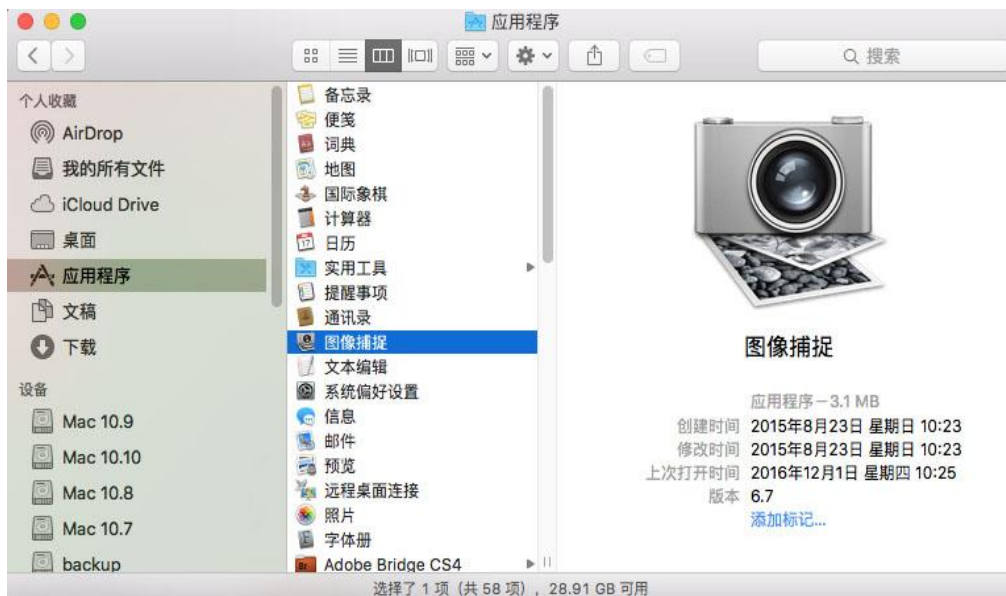 应用程序
搜索
个人收藏
AirDrop
我的所有文件
iCloud Drive
桌面
应用程序
文稿
下载
设备
Mac 10.9
Mac 10.10
Mac 10.8
Mac 10.7
backup
备忘录
便笺
词典
地图
国际象棋
计算器
日历
实用工具
提醒事项
通讯录
图像捕捉
文本编辑
系统偏好设置
信息
邮件
预览
远程桌面连接
照片
字体册
Adobe Bridge CS4
图像捕捉
应用程序－3.1 MB
创建时间 2015年8月23日 星期日 10:23
修改时间 2015年8月23日 星期日 10:23
上次打开时间 2016年12月1日 星期四 10:25
版本 6.7
添加标记...
选择了 1 项（共 58 项），28.91 GB 可用